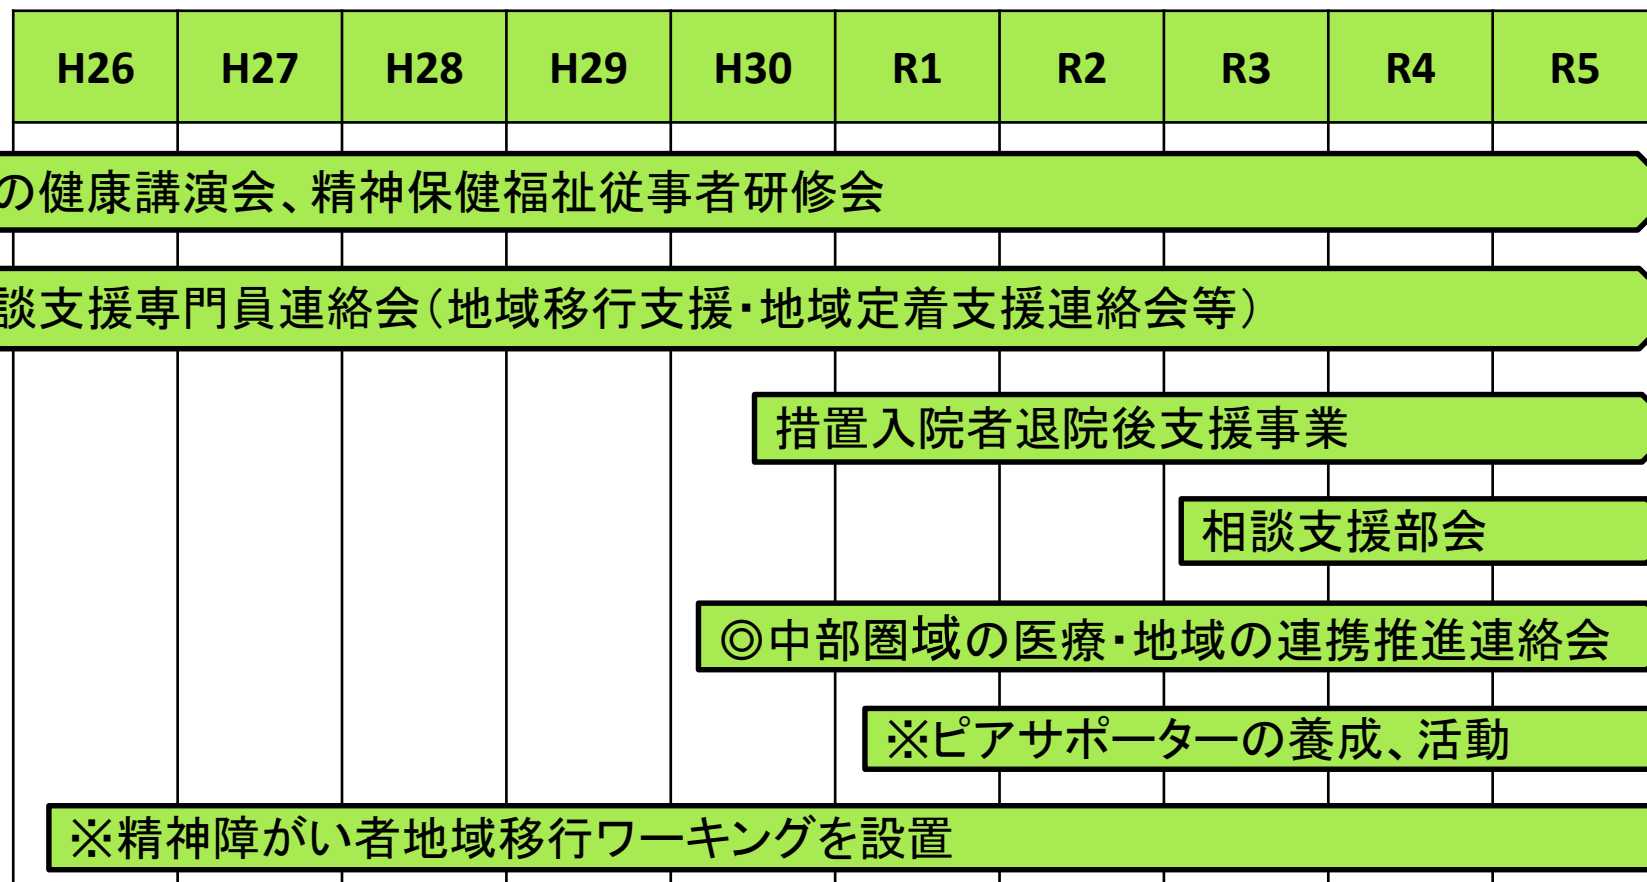 H26 H27 H28 H29 H30 R1 R2 R3 R4 R5
の健康講演会、精神保健福祉従事者研修会
談支援専門員連絡会（地域移行支援・地域定着支援連絡会等）
措置入院者退院後支援事業
相談支援部会
◎中部圏域の医療・地域の連携推進連絡会
※ピアサポーターの養成、活動
※精神障がい者地域移行ワーキングを設置